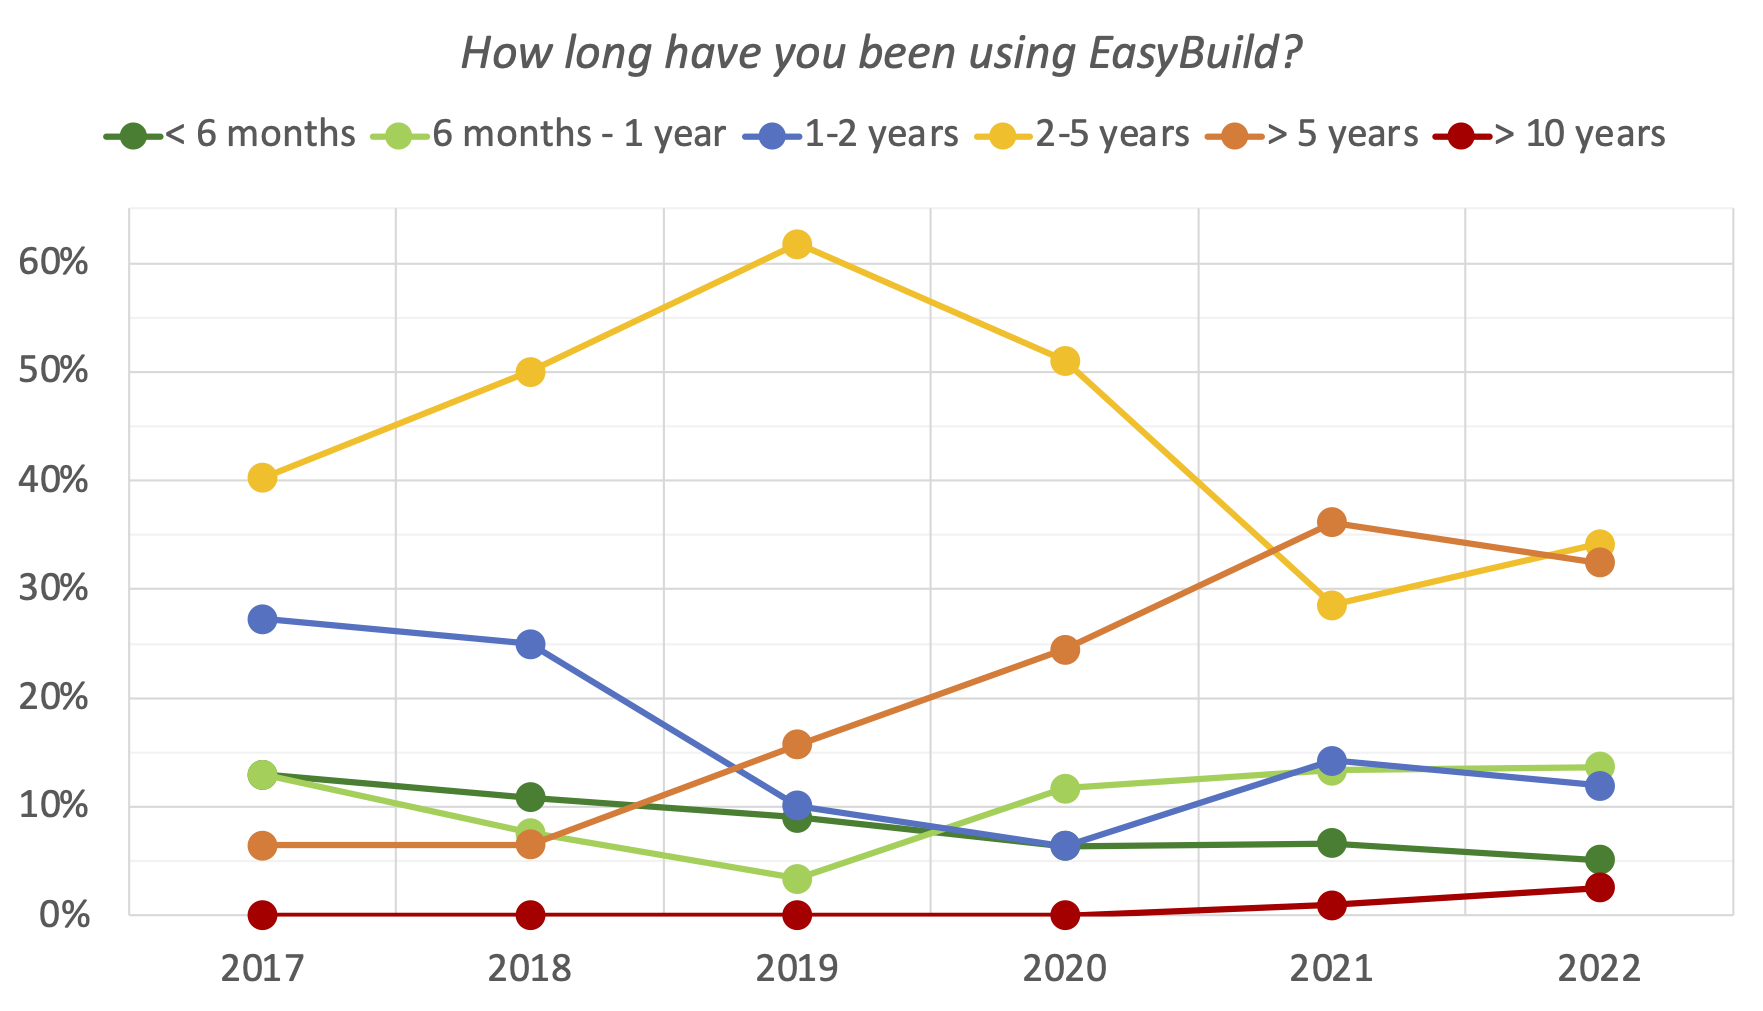 How long have you been using EasyBuild?
< 6 months 6 months - 1 year 1-2 years 2-5 years > 5 years > 10 years
60%
50%
40%
30%
20%
10%
0%
2017 2018 2019 2020 2021 2022